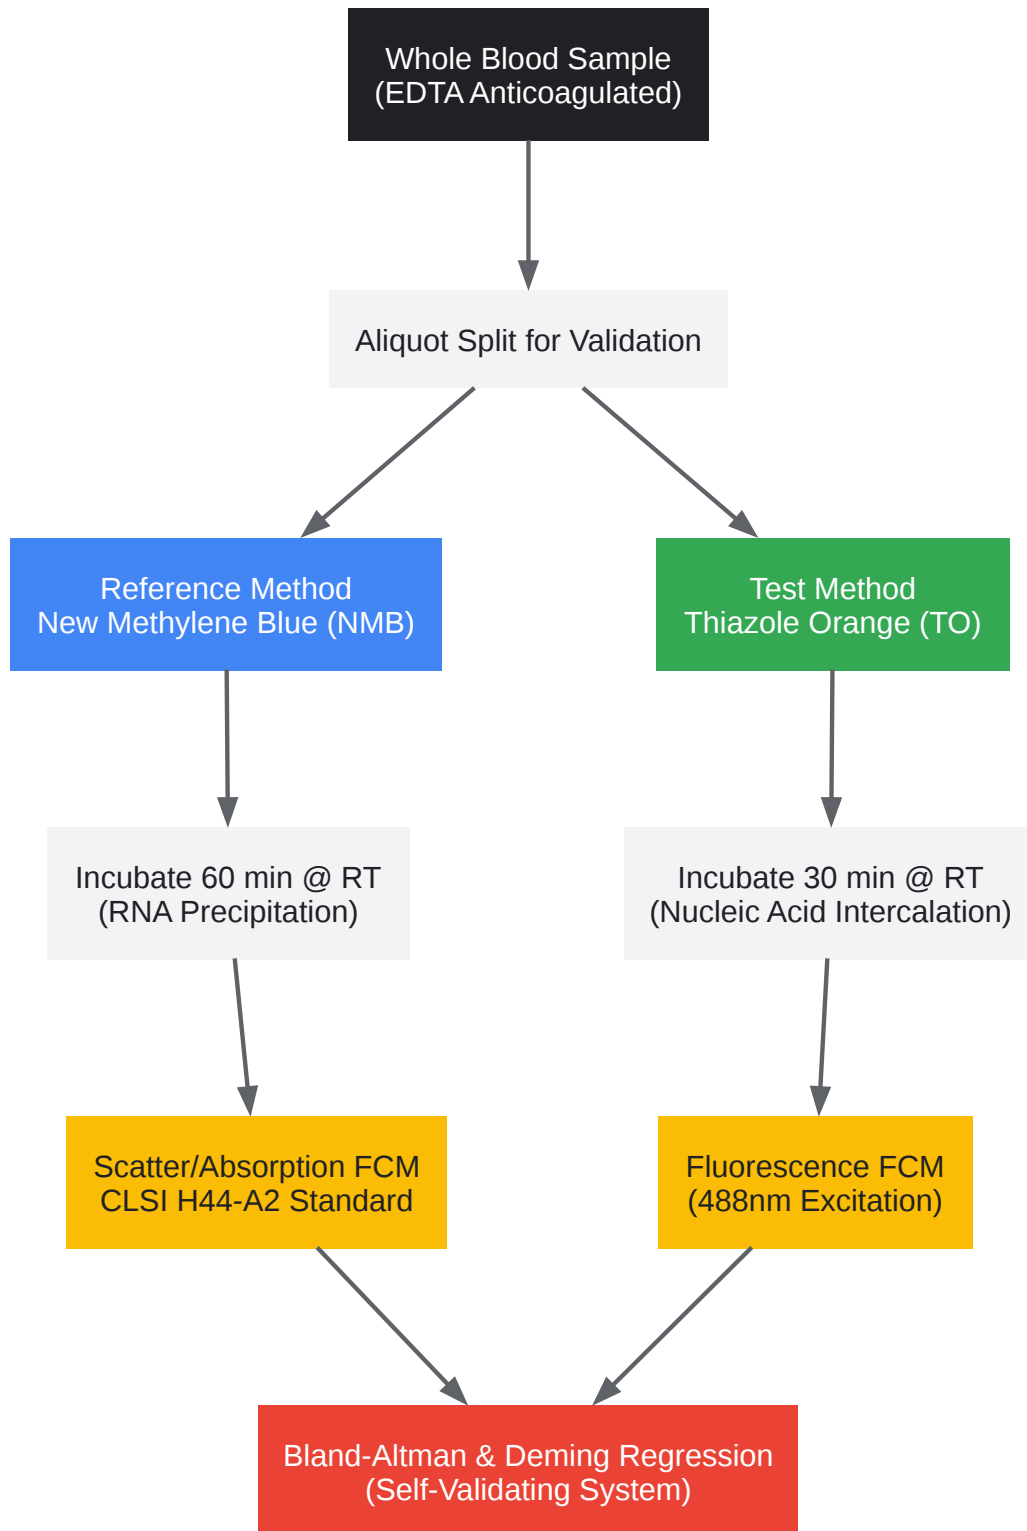 Whole Blood Sample
(EDTA Anticoagulated)
Aliquot Split for Validation
Reference Method
New Methylene Blue (NMB)
Test Method
Thiazole Orange (TO)
Incubate 60 min @ RT
(RNA Precipitation)
Incubate 30 min @ RT
(Nucleic Acid Intercalation)
Scatter/Absorption FCM
CLSI H44-A2 Standard
Fluorescence FCM
(488nm Excitation)
Bland-Altman & Deming Regression
(Self-Validating System)